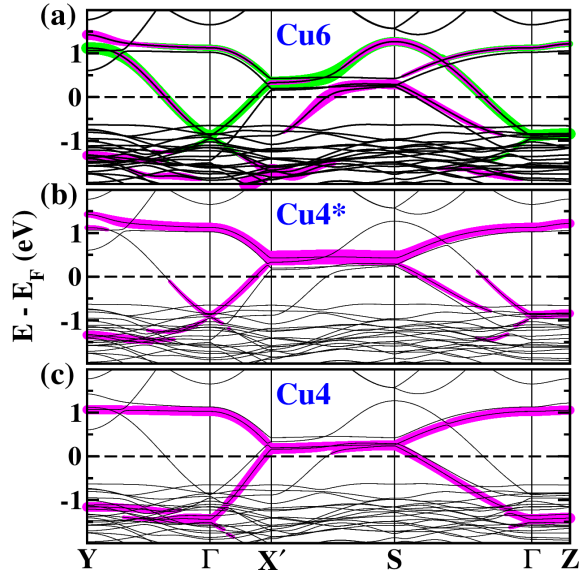 (a)
Cu6
1
0
-1
(b)
Cu4*
1
0
-1
E - E_F (eV)
(c)
Cu4
1
0
-1
Y Γ X′ S Γ Z